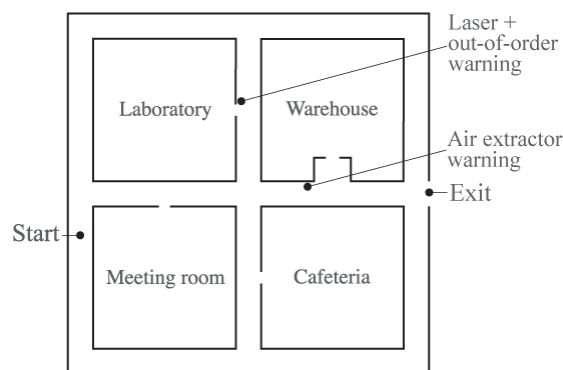 Laser +
out-of-order
warning
Laboratory
Warehouse
Air extractor
warning
Exit
Start
Meeting room
Cafeteria